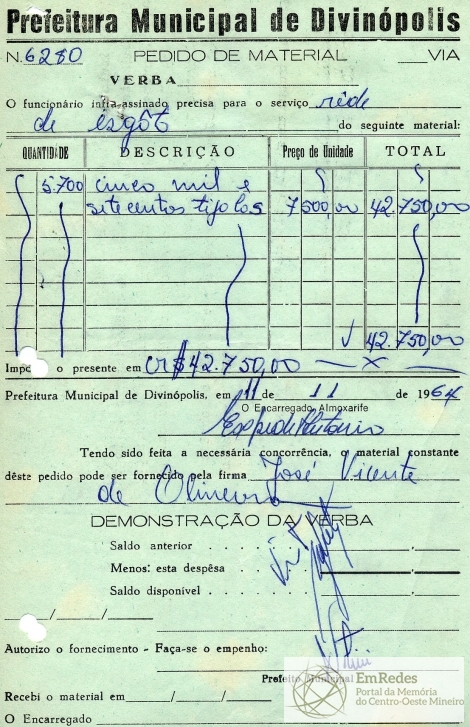 Prefeitura Municipal de Divinópolis
N. 6280 PEDIDO DE MATERIAL VIA
VERBA
O funcionário infra-assinado precisa para o serviço rêde
de esgôt do seguinte material:
QUANTIDADE DESCRIÇÃO Preço de Unidade TOTAL
5.700 cinco mil e
setecentos tijolos 7500,00 42.750,00
42.750,00
o presente em CR$42.750,00 — x —
Prefeitura Municipal de Divinópolis, em 11 de 11 de 1964
O Encarregado Almoxarife
Tendo sido feita a necessária concorrência, o material constante
dêste pedido pode ser fornecido pela firma José Vicente
de Oliveira
DEMONSTRAÇÃO DA VERBA
Saldo anterior
Menos: esta despêsa
Saldo disponível
Autorizo o fornecimento - Faça-se o empenho:
Prefeito Municipal
Recebi o material em
O Encarregado
EmRedes
Portal da Memória
do Centro-Oeste Mineiro